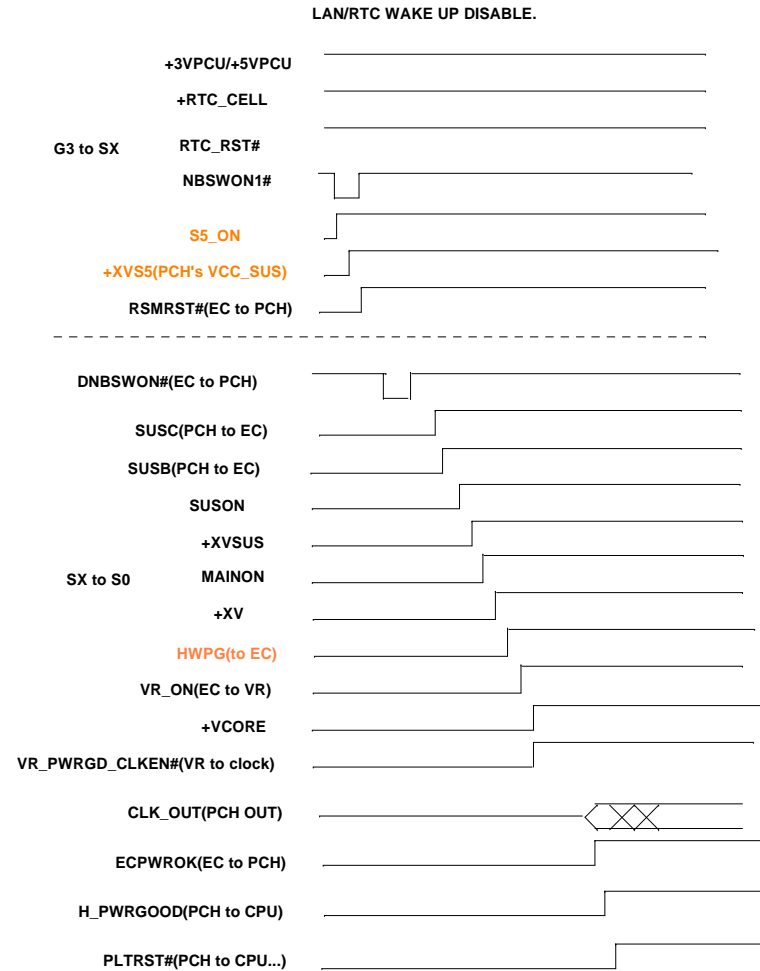 LAN/RTC WAKE UP DISABLE.
+3VPCU/+5VPCU
+RTC_CELL
G3 to SX
RTC_RST#
NBSWON1#
S5_ON
+XVS5(PCH's VCC_SUS)
RSMRST#(EC to PCH)
DNBSWON#(EC to PCH)
SUSC(PCH to EC)
SUSB(PCH to EC)
SUSON
+XVSUS
SX to S0
MAINON
+XV
HWPG(to EC)
VR_ON(EC to VR)
+VCORE
VR_PWRGD_CLKEN#(VR to clock)
CLK_OUT(PCH OUT)
ECPWROK(EC to PCH)
H_PWRGOOD(PCH to CPU)
PLTRST#(PCH to CPU...)